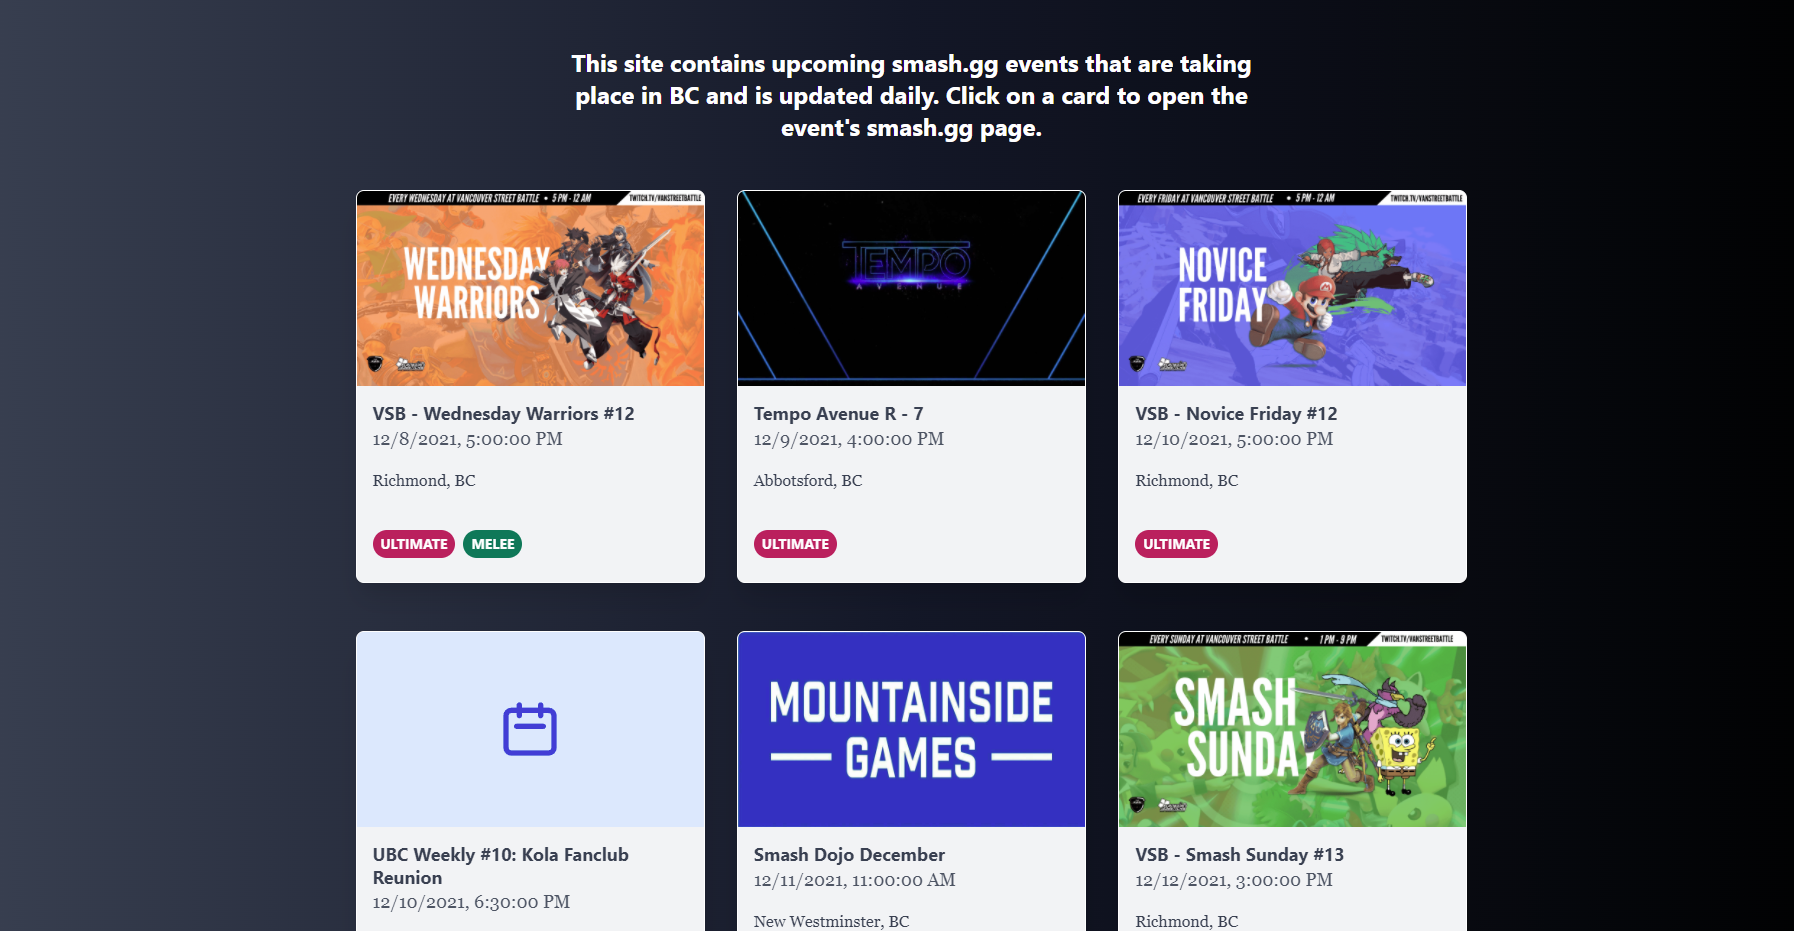 This site contains upcoming smash.gg events that are taking
place in BC and is updated daily. Click on a card to open the
event's smash.gg page.
EVERY WEDNESDAY AT VANCOUVER STREET BATTLE • 5 PM - 12 AM TWITCH.TV/VANSTREETBATTLE
WEDNESDAY
WARRIORS
VSB - Wednesday Warriors #12
12/8/2021, 5:00:00 PM
Richmond, BC
ULTIMATE MELEE
TEMPO
AVENUE
Tempo Avenue R - 7
12/9/2021, 4:00:00 PM
Abbotsford, BC
ULTIMATE
EVERY FRIDAY AT VANCOUVER STREET BATTLE • 5 PM - 12 AM TWITCH.TV/VANSTREETBATTLE
NOVICE
FRIDAY
VSB - Novice Friday #12
12/10/2021, 5:00:00 PM
Richmond, BC
ULTIMATE
UBC Weekly #10: Kola Fanclub
Reunion
12/10/2021, 6:30:00 PM
MOUNTAINSIDE
GAMES
Smash Dojo December
12/11/2021, 11:00:00 AM
New Westminster, BC
EVERY SUNDAY AT VANCOUVER STREET BATTLE • 1 PM - 9 PM TWITCH.TV/VANSTREETBATTLE
SMASH
SUNDAY
VSB - Smash Sunday #13
12/12/2021, 3:00:00 PM
Richmond, BC